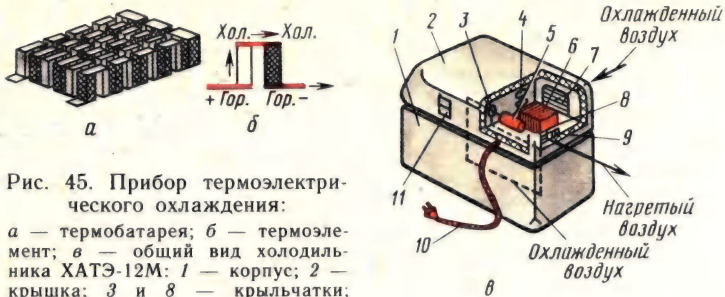 Хол. → Хол.
+ Гор. Гор. –
а
б
1
2
3
4
5
6
7
8
9
10
11
Охлажденный
воздух
Нагретый
воздух
Охлажденный
воздух
в
Рис. 45. Прибор термоэлектри-
ческого охлаждения:
а — термобатарея; б — термоэле-
мент; в — общий вид холодиль-
ника ХАТЭ-12М: 1 — корпус; 2 —
крышка; 3 и 8 — крыльчатки;